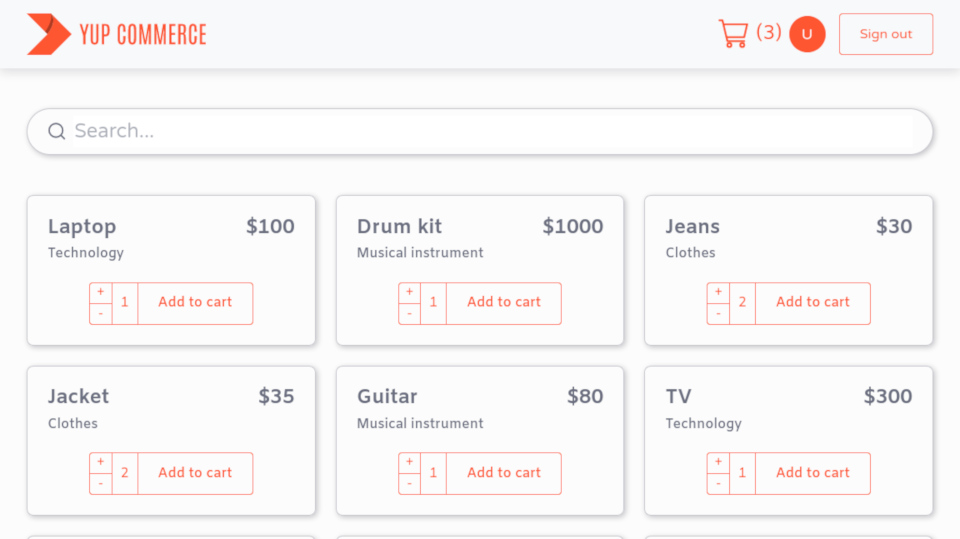 YUP COMMERCE (3) U Sign out
Search...
Laptop $100
Technology
+ - 1 Add to cart
Drum kit $1000
Musical instrument
+ - 1 Add to cart
Jeans $30
Clothes
+ - 2 Add to cart
Jacket $35
Clothes
+ - 2 Add to cart
Guitar $80
Musical instrument
+ - 1 Add to cart
TV $300
Technology
+ - 1 Add to cart